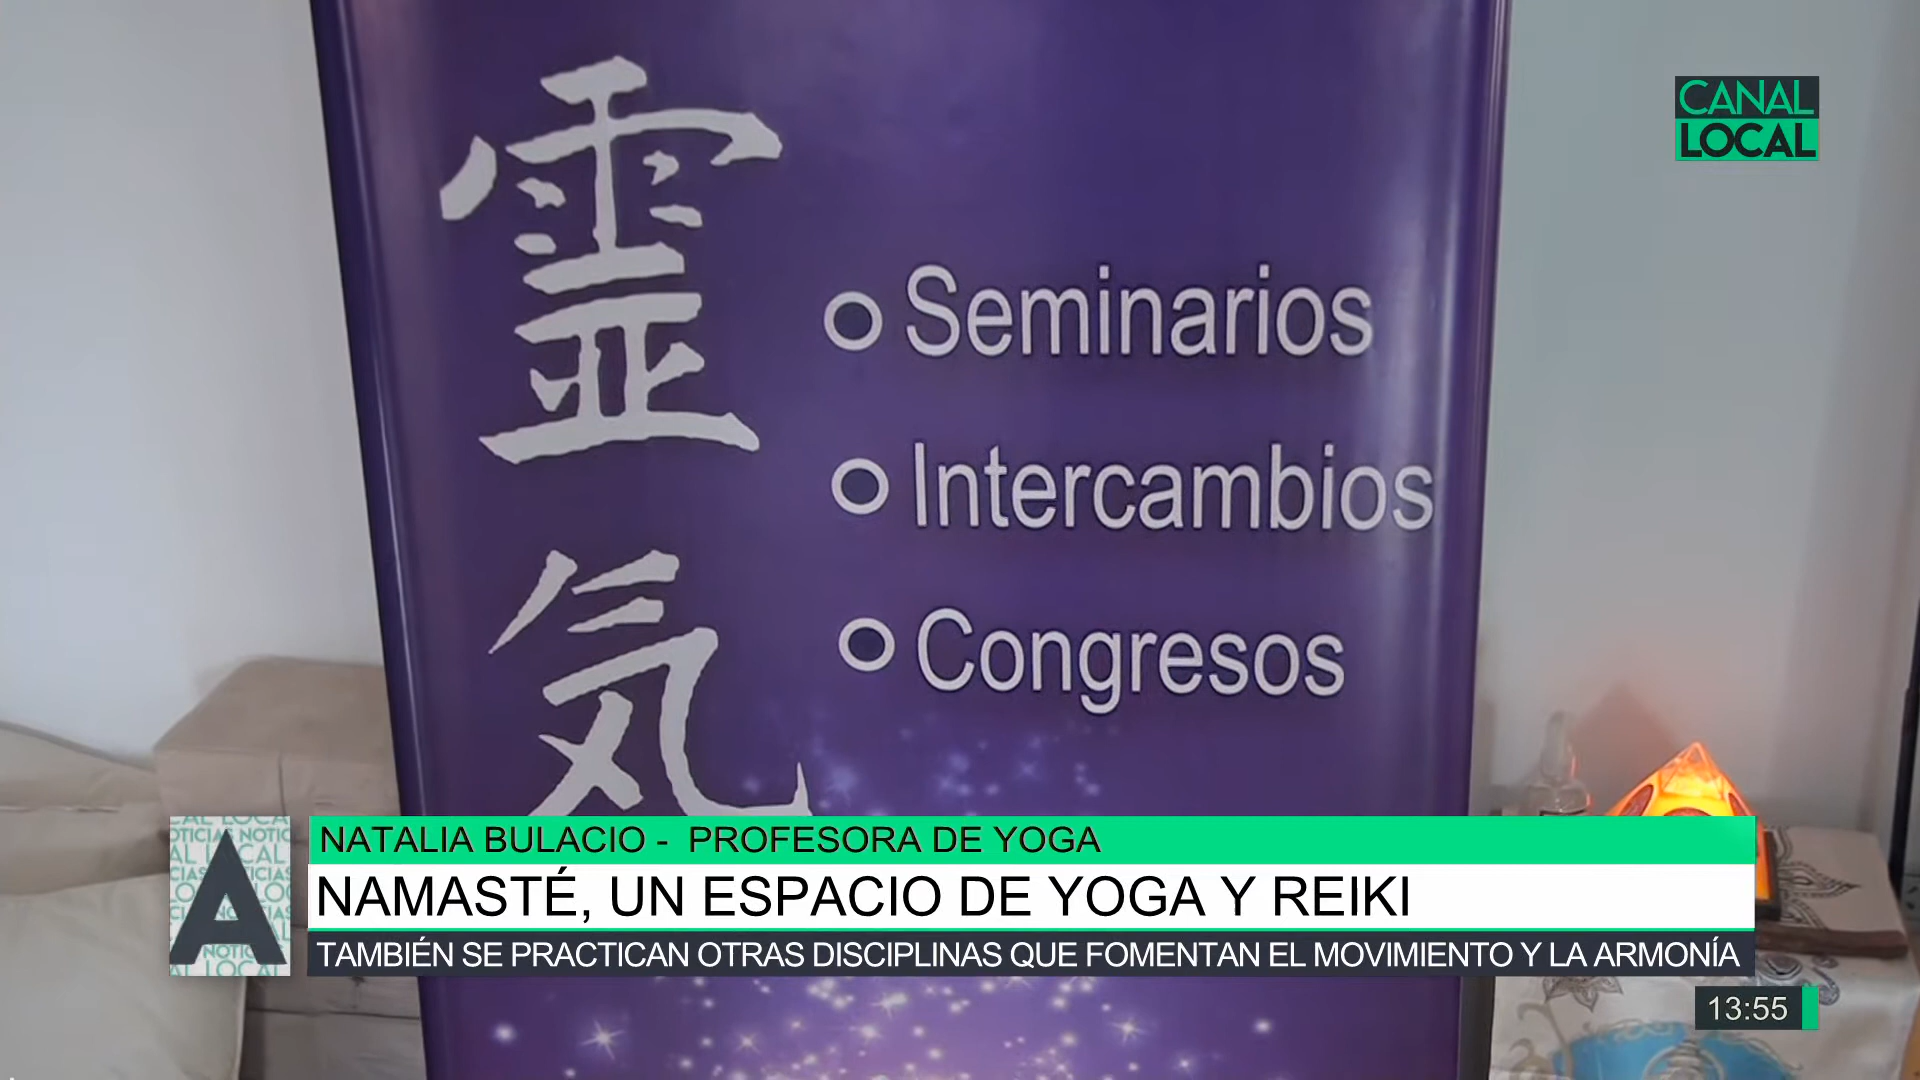 CANAL
LOCAL
霊
気
Seminarios
Intercambios
Congresos
NATALIA BULACIO - PROFESORA DE YOGA
NAMASTÉ, UN ESPACIO DE YOGA Y REIKI
TAMBIÉN SE PRACTICAN OTRAS DISCIPLINAS QUE FOMENTAN EL MOVIMIENTO Y LA ARMONÍA
A
13:55